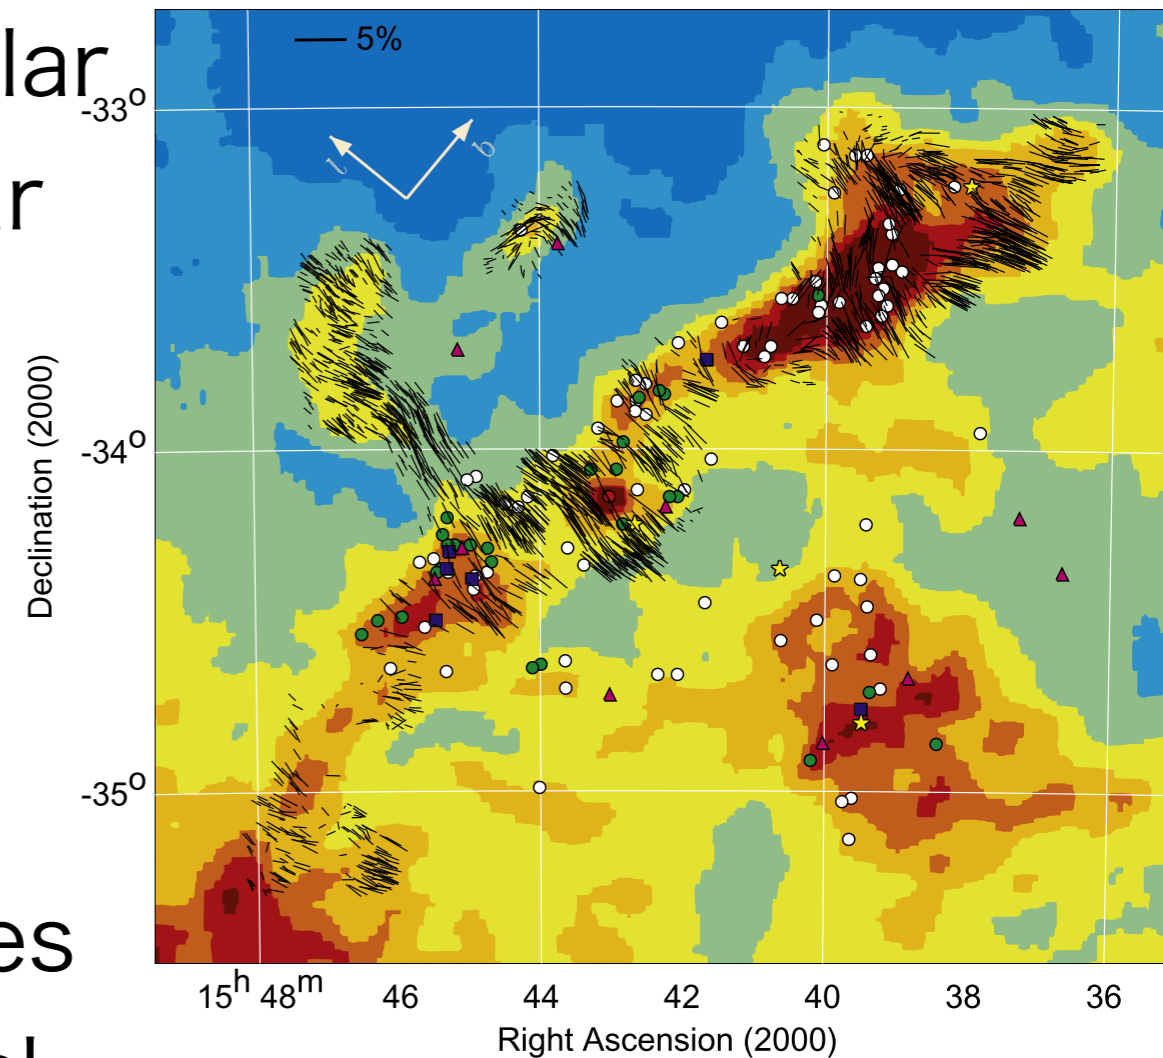 lar
5%
-33°
b
l
r
-34°
Declination (2000)
-35°
es
15h 48m 46 44 42 40 38 36
Right Ascension (2000)